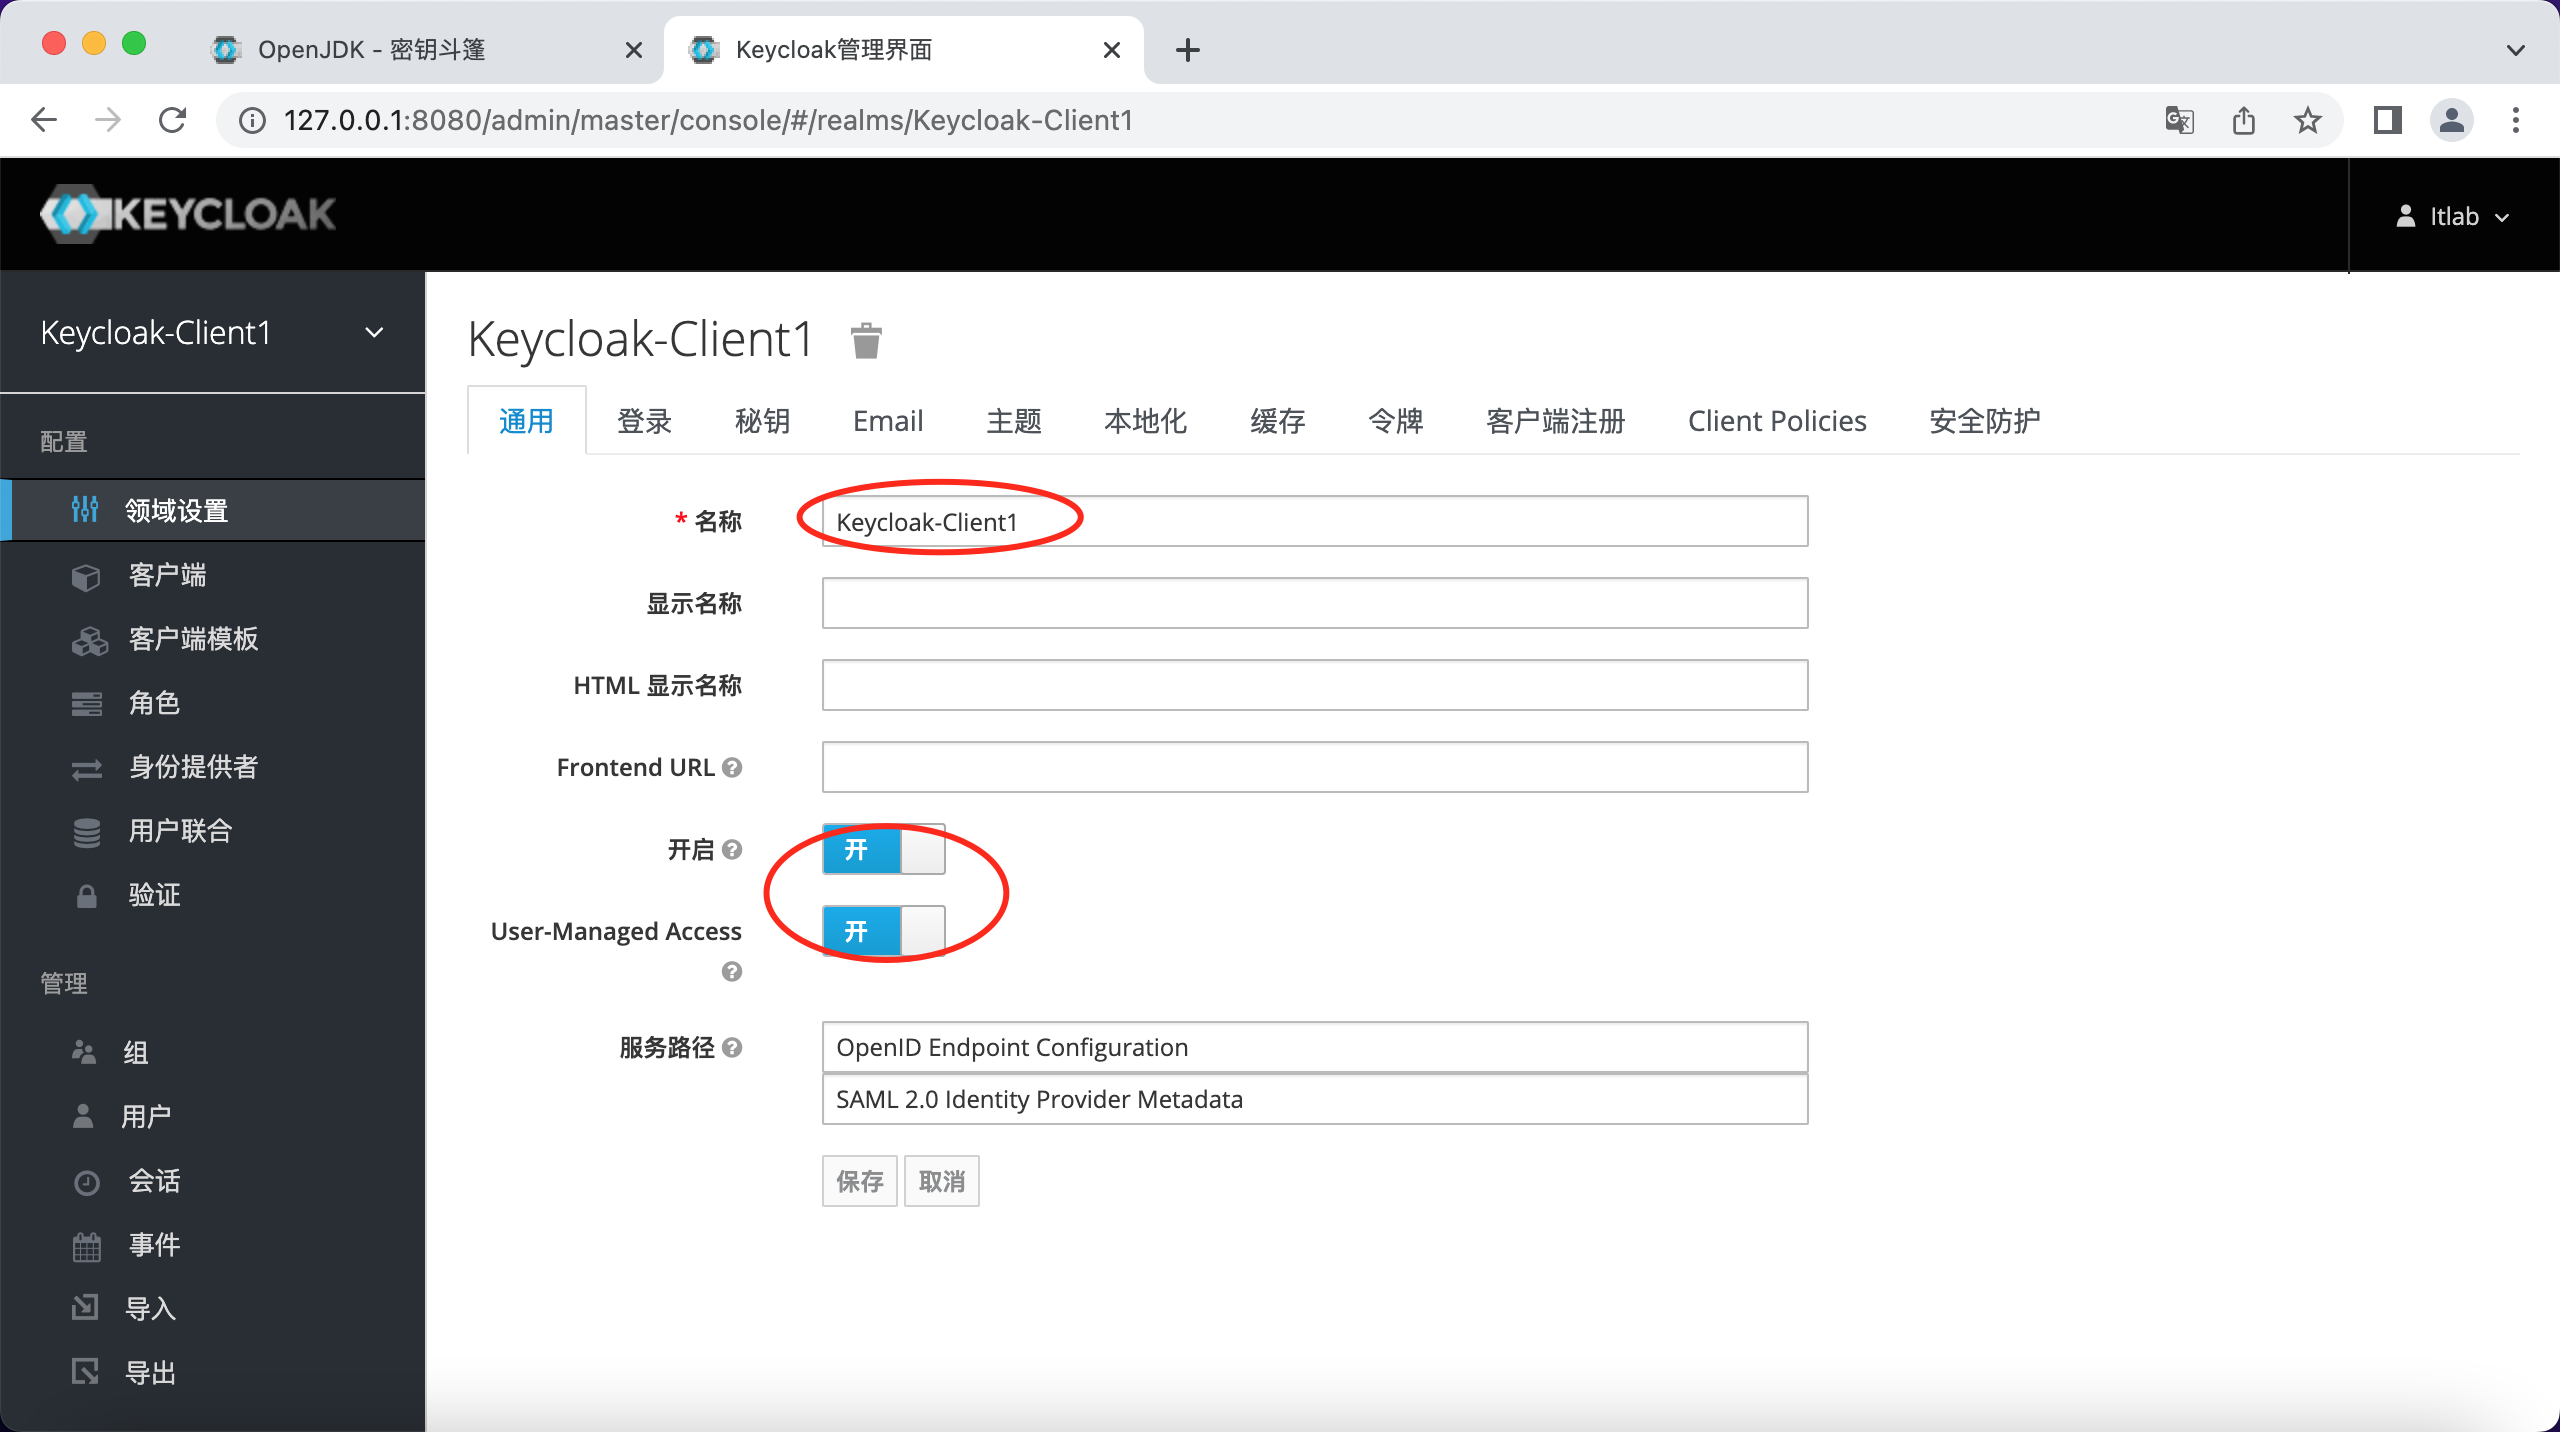 OpenJDK - 密钥斗篷
Keycloak管理界面
127.0.0.1:8080/admin/master/console/#/realms/Keycloak-Client1
KEYCLOAK
ltlab
Keycloak-Client1
配置
领域设置
客户端
客户端模板
角色
身份提供者
用户联合
验证
管理
组
用户
会话
事件
导入
导出
Keycloak-Client1
通用 登录 秘钥 Email 主题 本地化 缓存 令牌 客户端注册 Client Policies 安全防护
* 名称 Keycloak-Client1
显示名称
HTML 显示名称
Frontend URL
开启 开
User-Managed Access 开
服务路径 OpenID Endpoint Configuration
SAML 2.0 Identity Provider Metadata
保存 取消